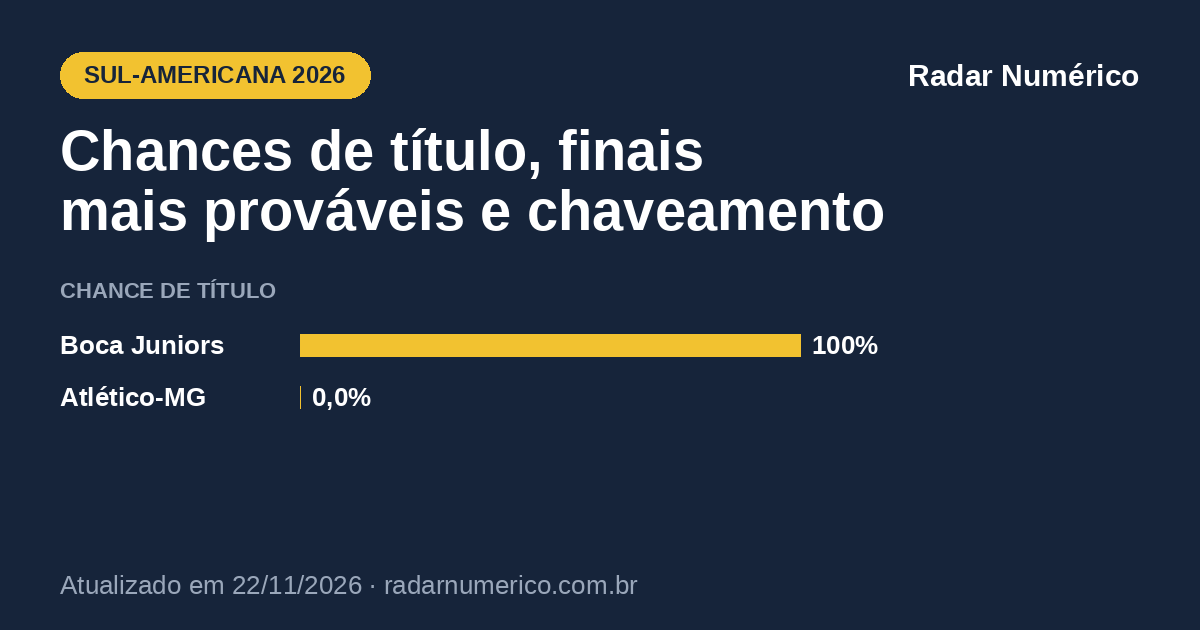 SUL-AMERICANA 2026
Radar Numérico
Chances de título, finais
mais prováveis e chaveamento
CHANCE DE TÍTULO
Boca Juniors 100%
Atlético-MG 0,0%
Atualizado em 22/11/2026 · radarnumerico.com.br